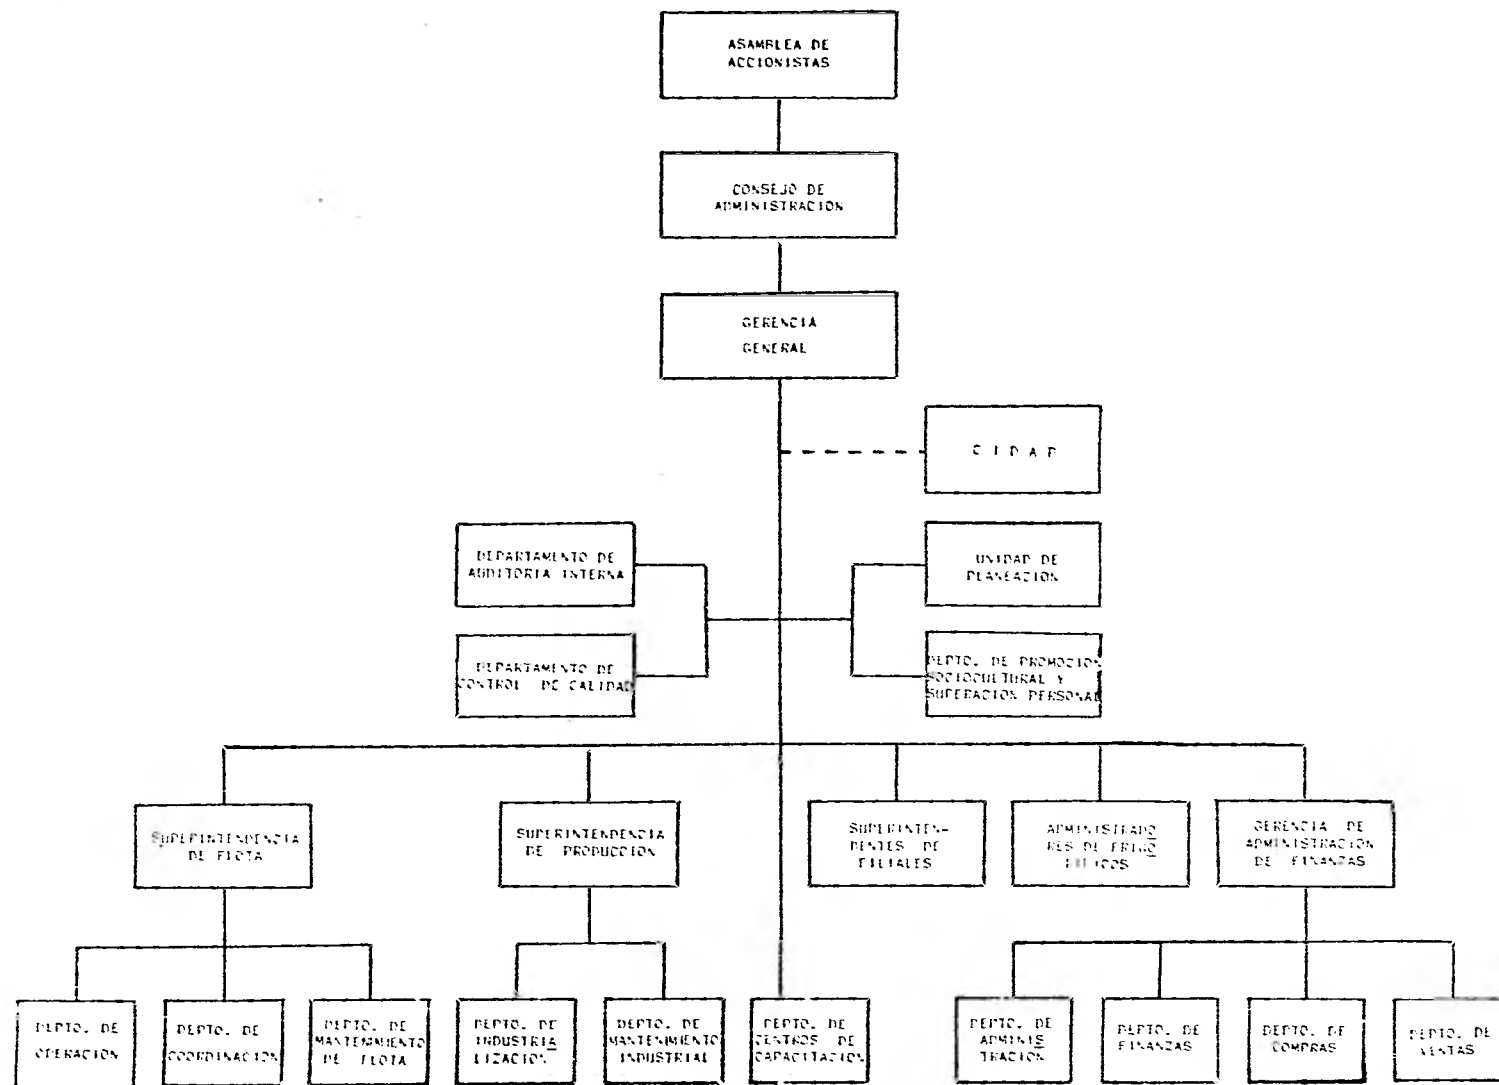 ASAMBLEA DE
ACCIONISTAS
CONSEJO DE
ADMINISTRACION
GERENCIA
GENERAL
C I D A P
DEPARTAMENTO DE
AUDITORIA INTERNA
UNIDAD DE
PLANEACION
DEPARTAMENTO DE
CONTROL DE CALIDAD
DEPTO. DE PROMOCION
SOCIOCULTURAL Y
SUPERACION PERSONAL
SUPERINTENDENCIA
DE FLOTA
SUPERINTENDENCIA
DE PRODUCCION
SUPERINTEN-
DENTES DE
FILIALES
ADMINISTRADO
RES DE FRIGO
RIFICOS
GERENCIA DE
ADMINISTRACION
DE FINANZAS
DEPTO. DE
OPERACION
DEPTO. DE
COORDINACION
DEPTO. DE
MANTENIMIENTO
DE FLOTA
DEPTO. DE
INDUSTRIA
LIZACION
DEPTO. DE
MANTENIMIENTO
INDUSTRIAL
DEPTO. DE
CENTROS DE
CAPACITACION
DEPTO. DE
ADMINIS
TRACION
DEPTO. DE
FINANZAS
DEPTO. DE
COMPRAS
DEPTO. DE
VENTAS